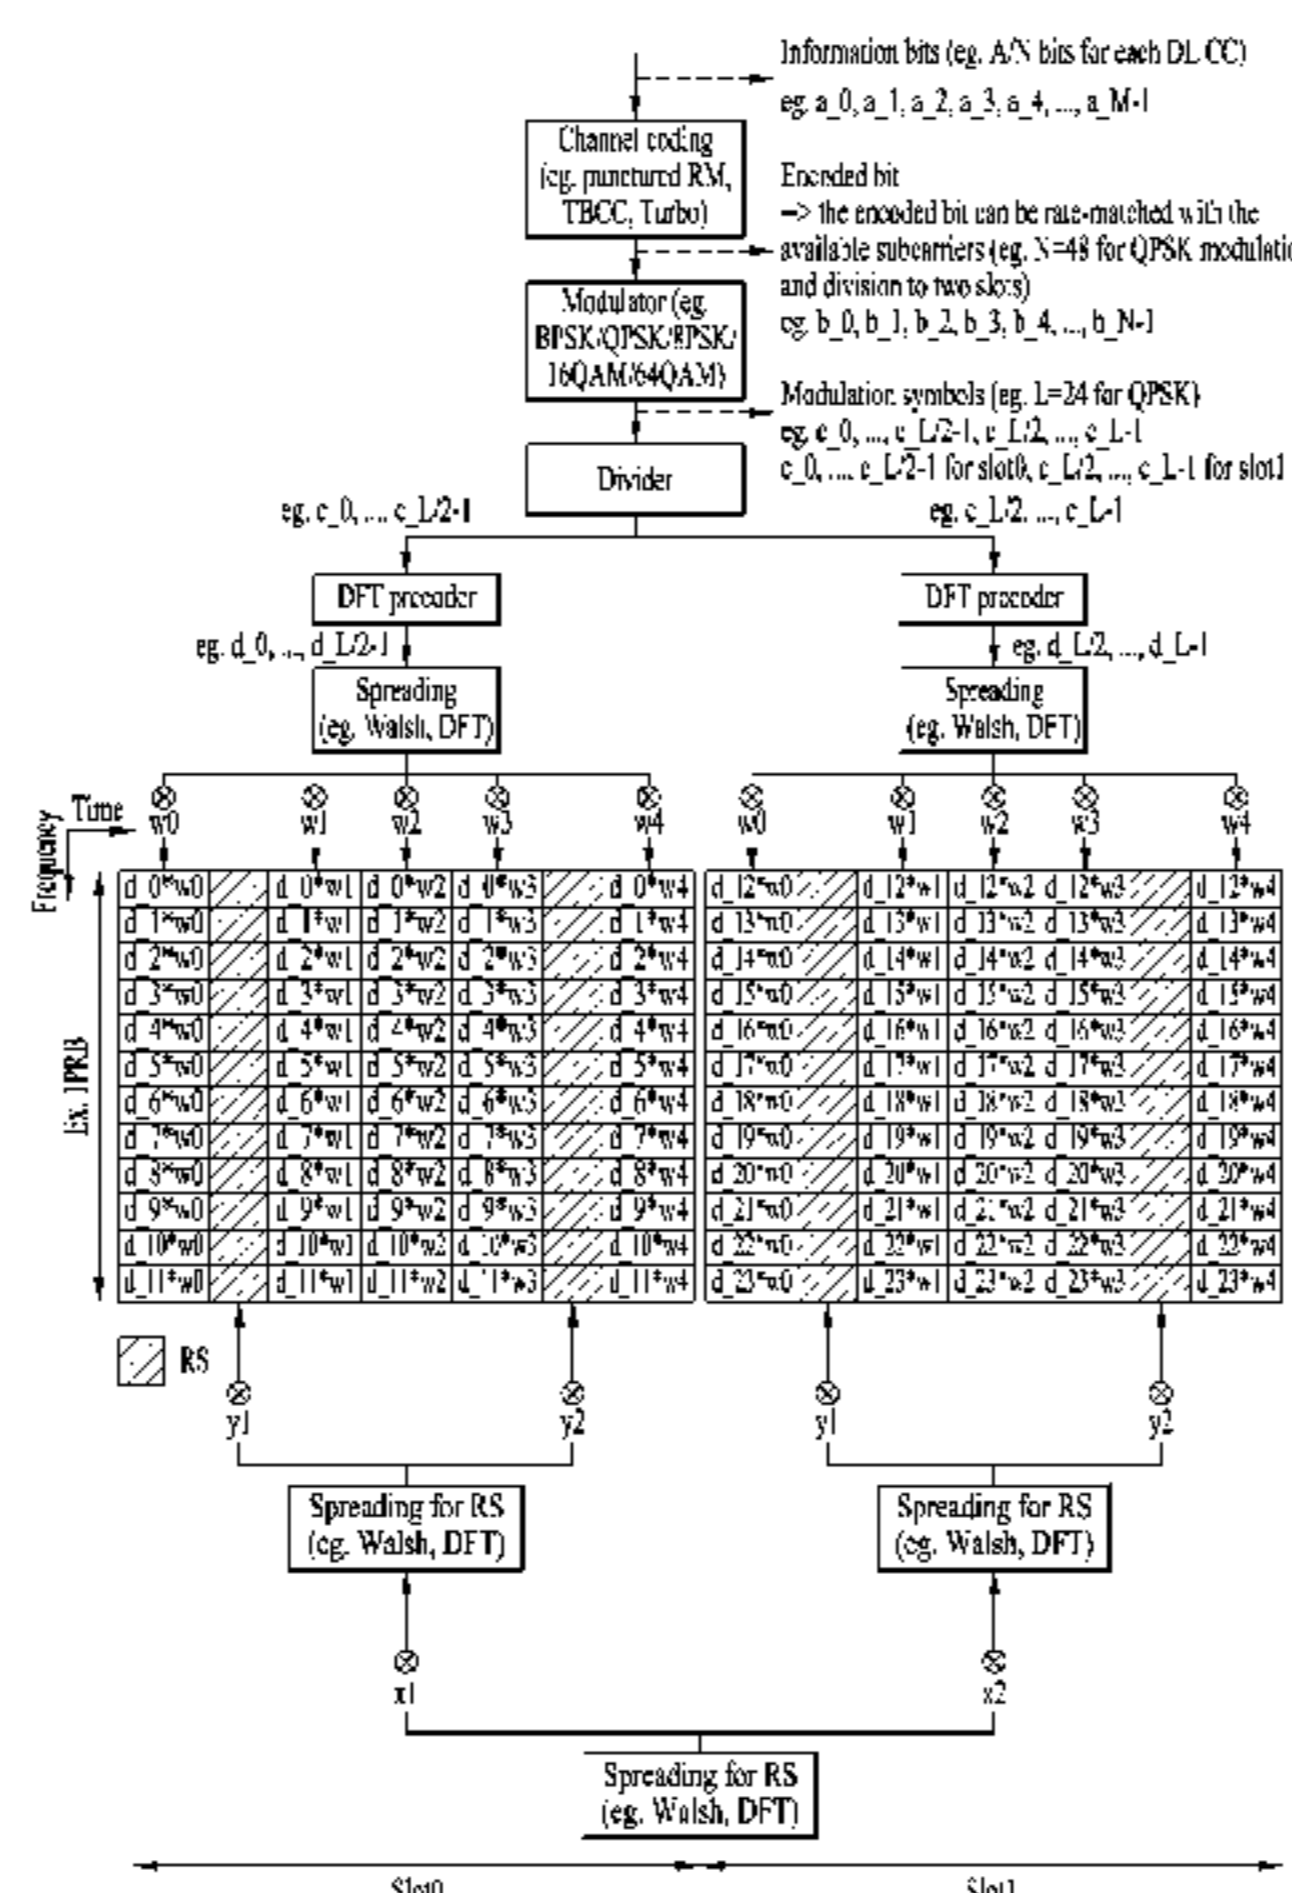 Information bits (eg. A/N bits for each DL CC)
eg. a_0, a_1, a_2, a_3, a_4, ..., a_M-1
Channel coding
(eg. punctured RM,
TBCC, Turbo)
Encoded bit
--> the encoded bit can be rate-matched with the
available subcarriers (eg. N=48 for QPSK modulatio
and division to two slots)
eg. b_0, b_1, b_2, b_3, b_4, ..., b_N-1
Modulator (eg.
BPSK/QPSK/8PSK/
16QAM/64QAM)
Modulation symbols (eg. L=24 for QPSK)
eg. c_0, ..., c_L/2-1, c_L/2, ..., c_L-1
c_0, ..., c_L/2-1 for slot0, c_L/2, ..., c_L-1 for slot1
Divider
eg. c_0, ..., c_L/2-1 eg. c_L/2, ..., c_L-1
DFT precoder DFT precoder
eg. d_0, ..., d_L/2-1 eg. d_L/2, ..., d_L-1
Spreading Spreading
(eg. Walsh, DFT) (eg. Walsh, DFT)
Time
Frequency
w0 w1 w2 w3 w4 w0 w1 w2 w3 w4
d_0*w0 d_0*w1 d_0*w2 d_0*w3 d_0*w4 d_12*w0 d_12*w1 d_12*w2 d_12*w3 d_12*w4
d_1*w0 d_1*w1 d_1*w2 d_1*w3 d_1*w4 d_13*w0 d_13*w1 d_13*w2 d_13*w3 d_13*w4
d_2*w0 d_2*w1 d_2*w2 d_2*w3 d_2*w4 d_14*w0 d_14*w1 d_14*w2 d_14*w3 d_14*w4
d_3*w0 d_3*w1 d_3*w2 d_3*w3 d_3*w4 d_15*w0 d_15*w1 d_15*w2 d_15*w3 d_15*w4
d_4*w0 d_4*w1 d_4*w2 d_4*w3 d_4*w4 d_16*w0 d_16*w1 d_16*w2 d_16*w3 d_16*w4
d_5*w0 d_5*w1 d_5*w2 d_5*w3 d_5*w4 d_17*w0 d_17*w1 d_17*w2 d_17*w3 d_17*w4
d_6*w0 d_6*w1 d_6*w2 d_6*w3 d_6*w4 d_18*w0 d_18*w1 d_18*w2 d_18*w3 d_18*w4
d_7*w0 d_7*w1 d_7*w2 d_7*w3 d_7*w4 d_19*w0 d_19*w1 d_19*w2 d_19*w3 d_19*w4
d_8*w0 d_8*w1 d_8*w2 d_8*w3 d_8*w4 d_20*w0 d_20*w1 d_20*w2 d_20*w3 d_20*w4
d_9*w0 d_9*w1 d_9*w2 d_9*w3 d_9*w4 d_21*w0 d_21*w1 d_21*w2 d_21*w3 d_21*w4
d_10*w0 d_10*w1 d_10*w2 d_10*w3 d_10*w4 d_22*w0 d_22*w1 d_22*w2 d_22*w3 d_22*w4
d_11*w0 d_11*w1 d_11*w2 d_11*w3 d_11*w4 d_23*w0 d_23*w1 d_23*w2 d_23*w3 d_23*w4
Ex. 1PRB
RS
y1 y2 y1 y2
Spreading for RS Spreading for RS
(eg. Walsh, DFT) (eg. Walsh, DFT)
x1 x2
Spreading for RS
(eg. Walsh, DFT)
Slot0 Slot1